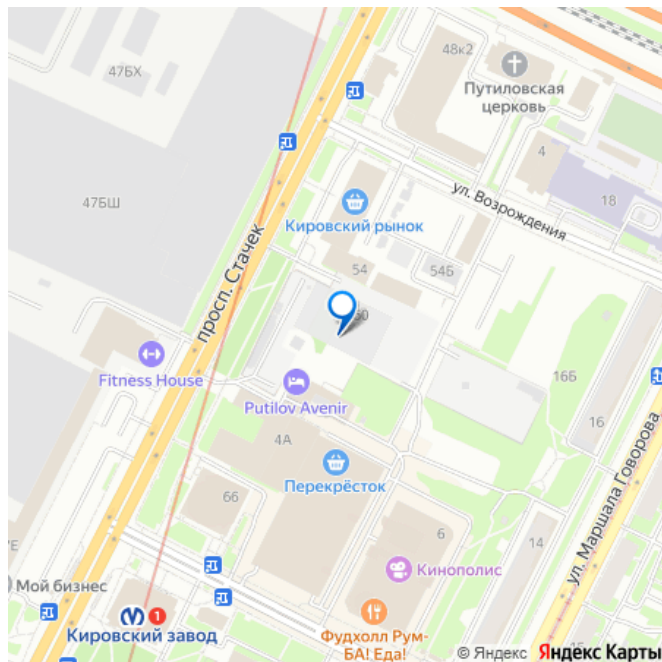 48к2
47БХ
Путиловская
церковь
4
18
47БШ
ул. Возрождения
Кировский рынок
просп. Стачек
54
54Б
Fitness House
Putilov Avenir
16Б
16
4А
Перекрёсток
66
6
14
ул. Маршала Говорова
Кинополис
Мой бизнес
1
Кировский завод
Фудхолл Рум-
БА! Еда!
© Яндекс Яндекс Карты